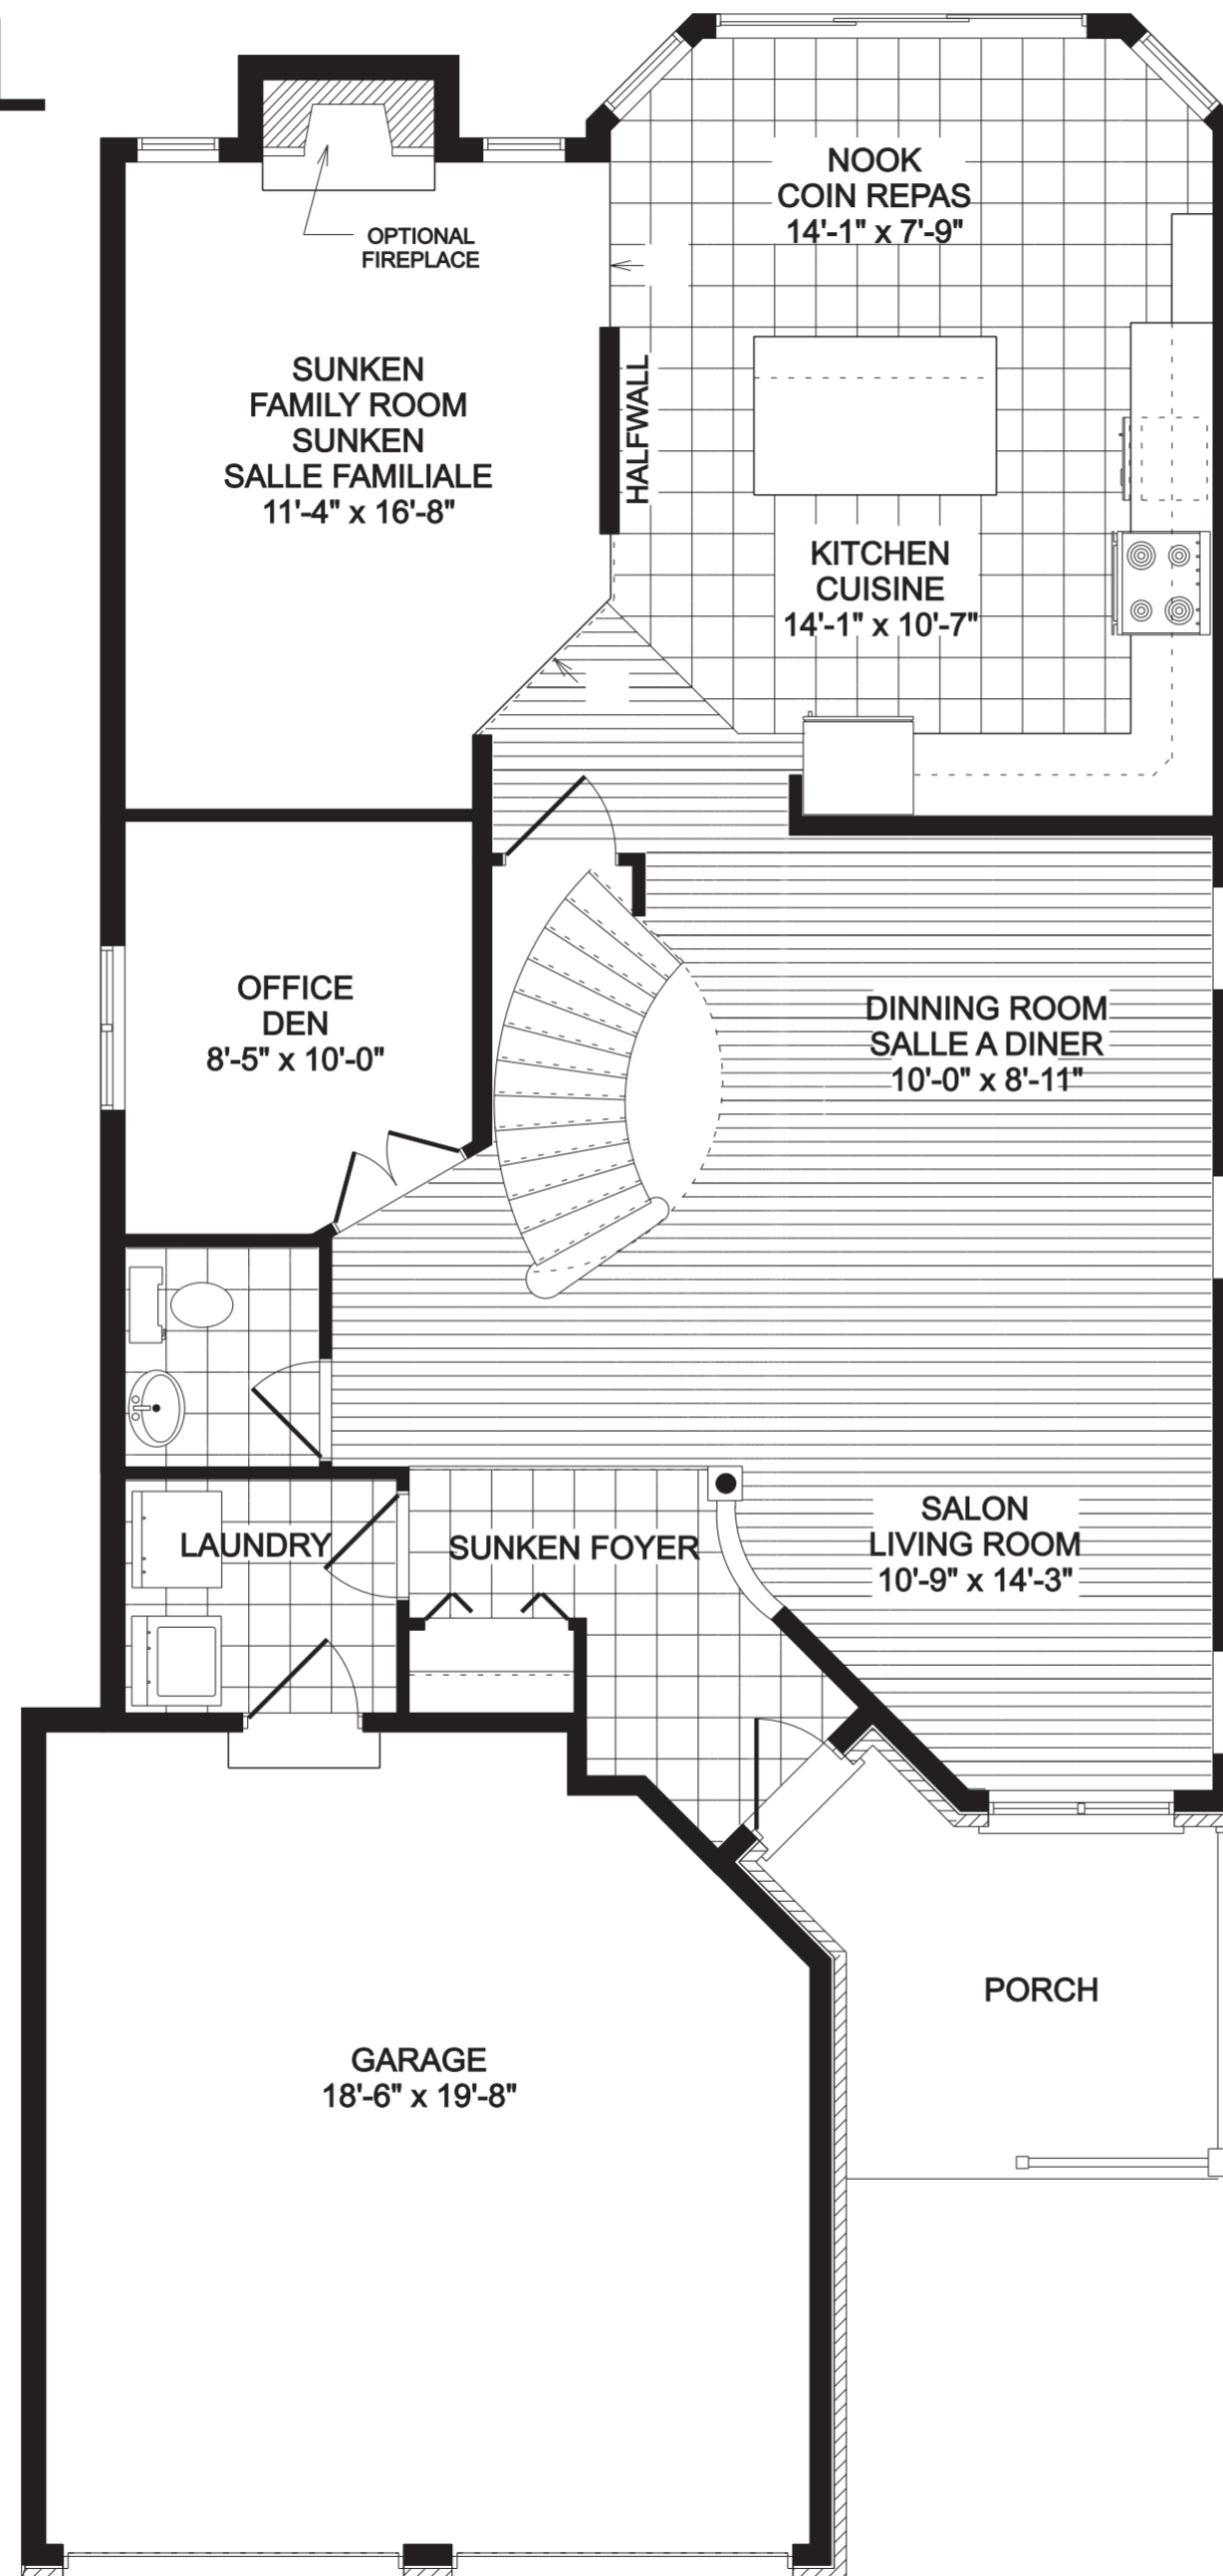 NOOK
COIN REPAS
14'-1" x 7'-9"
OPTIONAL
FIREPLACE
SUNKEN
FAMILY ROOM
SUNKEN
SALLE FAMILIALE
11'-4" x 16'-8"
HALFWALL
KITCHEN
CUISINE
14'-1" x 10'-7"
OFFICE
DEN
8'-5" x 10'-0"
DINNING ROOM
SALLE A DINER
10'-0" x 8'-11"
LAUNDRY
SUNKEN FOYER
SALON
LIVING ROOM
10'-9" x 14'-3"
PORCH
GARAGE
18'-6" x 19'-8"